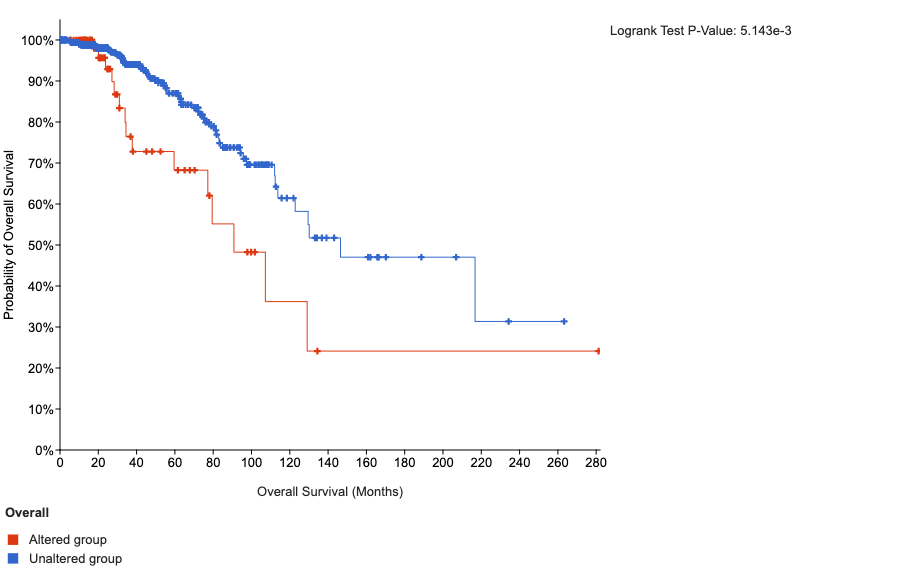 Logrank Test P-Value: 5.143e-3
100%
90%
80%
70%
60%
50%
40%
30%
20%
10%
0%
Probability of Overall Survival
0 20 40 60 80 100 120 140 160 180 200 220 240 260 280
Overall Survival (Months)
Overall
Altered group
Unaltered group